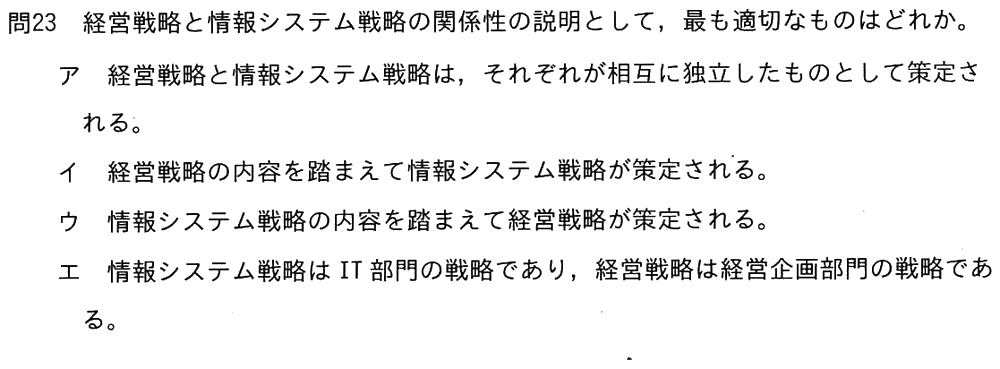 問23　経営戦略と情報システム戦略の関係性の説明として，最も適切なものはどれか。
ア　経営戦略と情報システム戦略は，それぞれが相互に独立したものとして策定さ
れる。
イ　経営戦略の内容を踏まえて情報システム戦略が策定される。
ウ　情報システム戦略の内容を踏まえて経営戦略が策定される。
エ　情報システム戦略は IT 部門の戦略であり，経営戦略は経営企画部門の戦略であ
る。